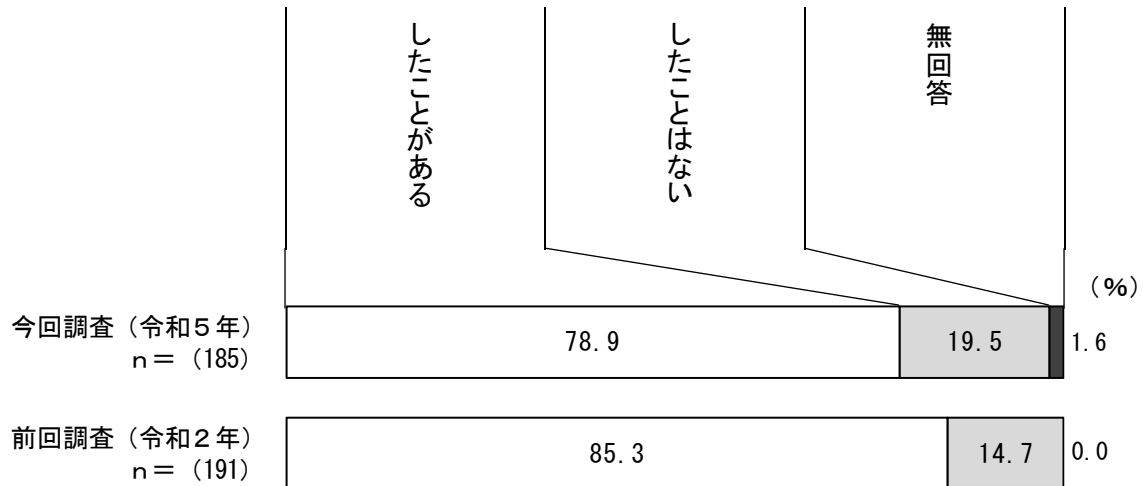 したことがある
したことはない
無回答
（％）
今回調査（令和５年）
ｎ＝（185）
78.9
19.5
1.6
前回調査（令和２年）
ｎ＝（191）
85.3
14.7
0.0